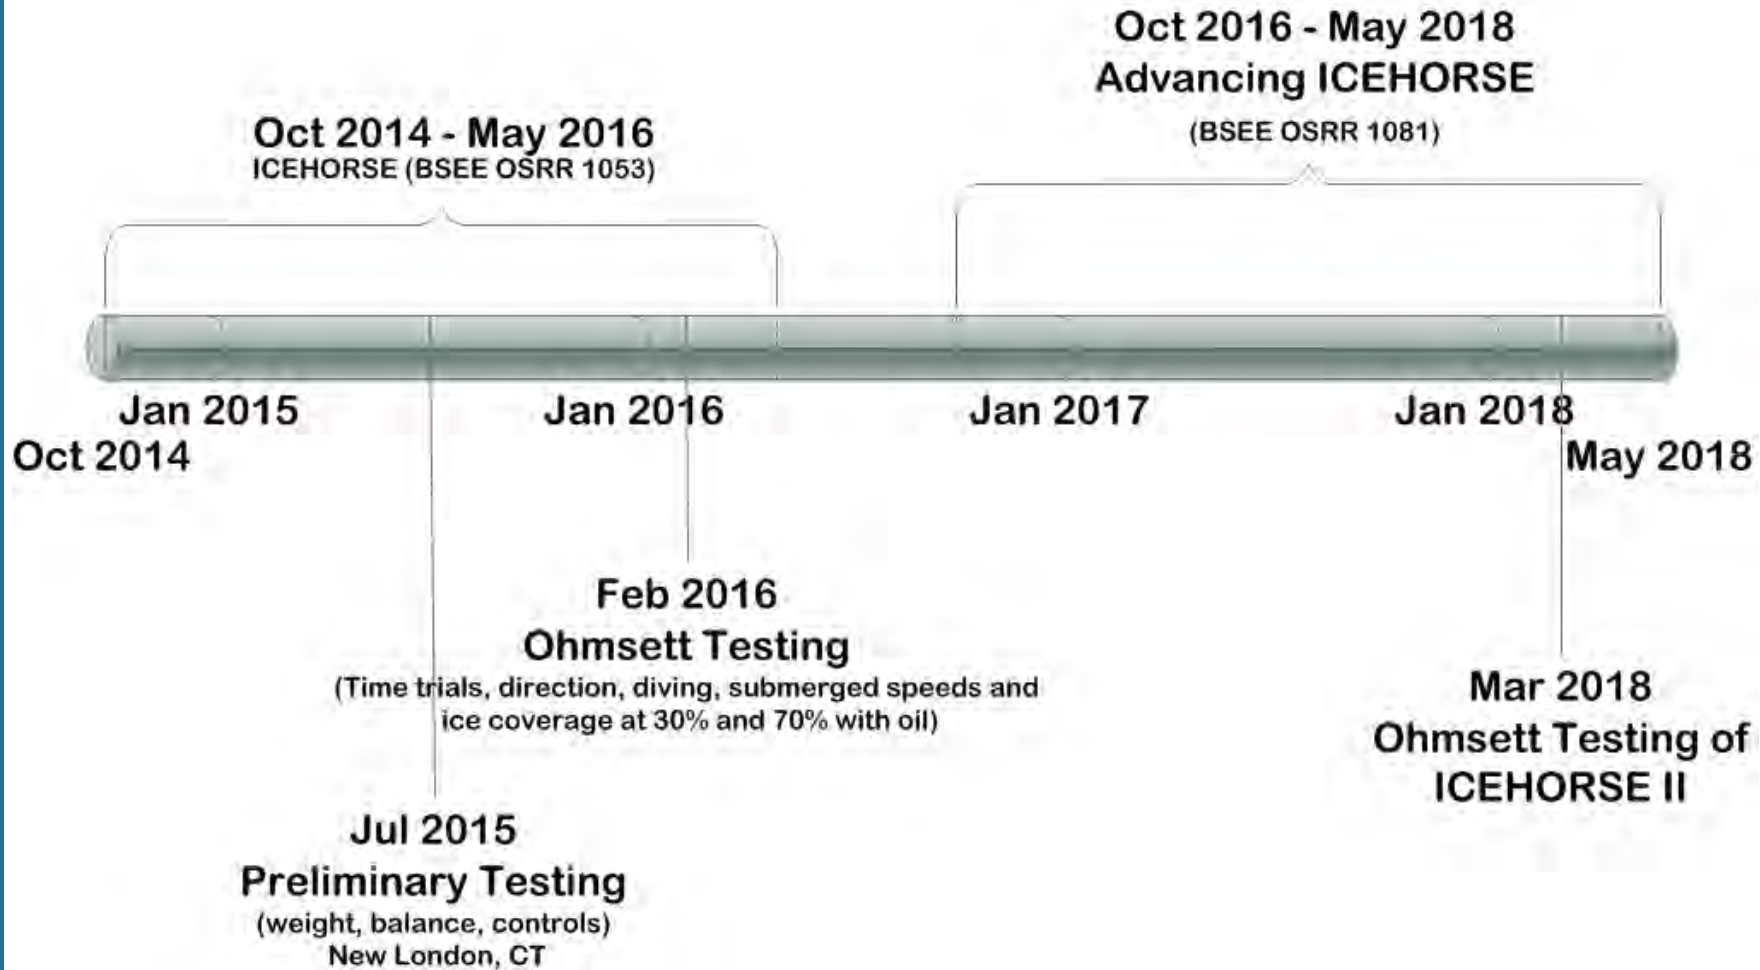 Oct 2016 - May 2018
Advancing ICEHORSE
(BSEE OSRR 1081)
Oct 2014 - May 2016
ICEHORSE (BSEE OSRR 1053)
Jan 2015
Jan 2016
Jan 2017
Jan 2018
Oct 2014
May 2018
Feb 2016
Ohmsett Testing
(Time trials, direction, diving, submerged speeds and
ice coverage at 30% and 70% with oil)
Mar 2018
Ohmsett Testing of
ICEHORSE II
Jul 2015
Preliminary Testing
(weight, balance, controls)
New London, CT